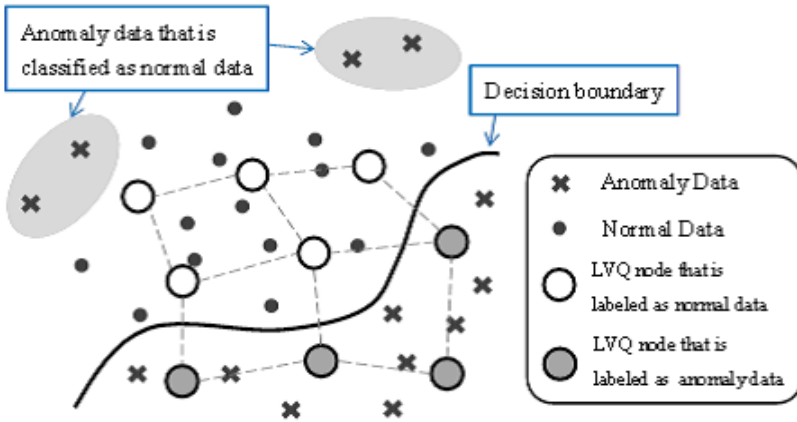 Anomaly data that is
classified as normal data
Decision boundary
Anomaly Data
Normal Data
LVQ node that is
labeled as normal data
LVQ node that is
labeled as anomaly data